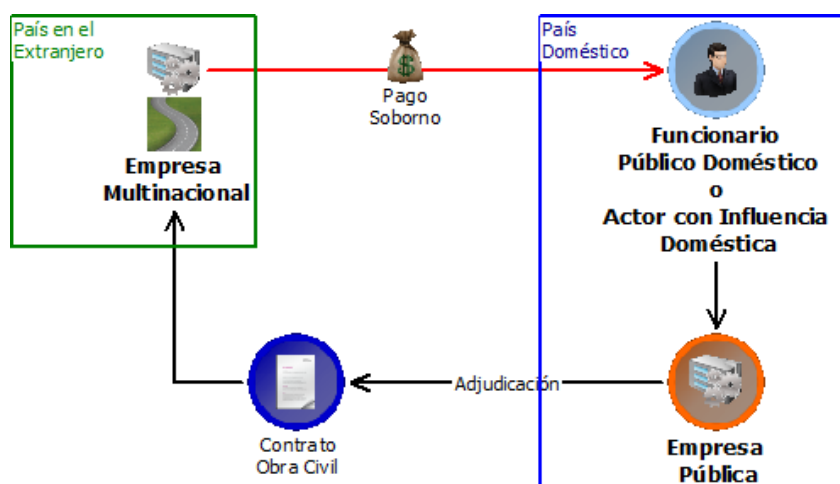 País en el
Extranjero
Empresa
Multinacional
$
Pago
Soborno
País
Doméstico
Funcionario
Público Doméstico
o
Actor con Influencia
Doméstica
Adjudicación
Contrato
Obra Civil
Empresa
Pública